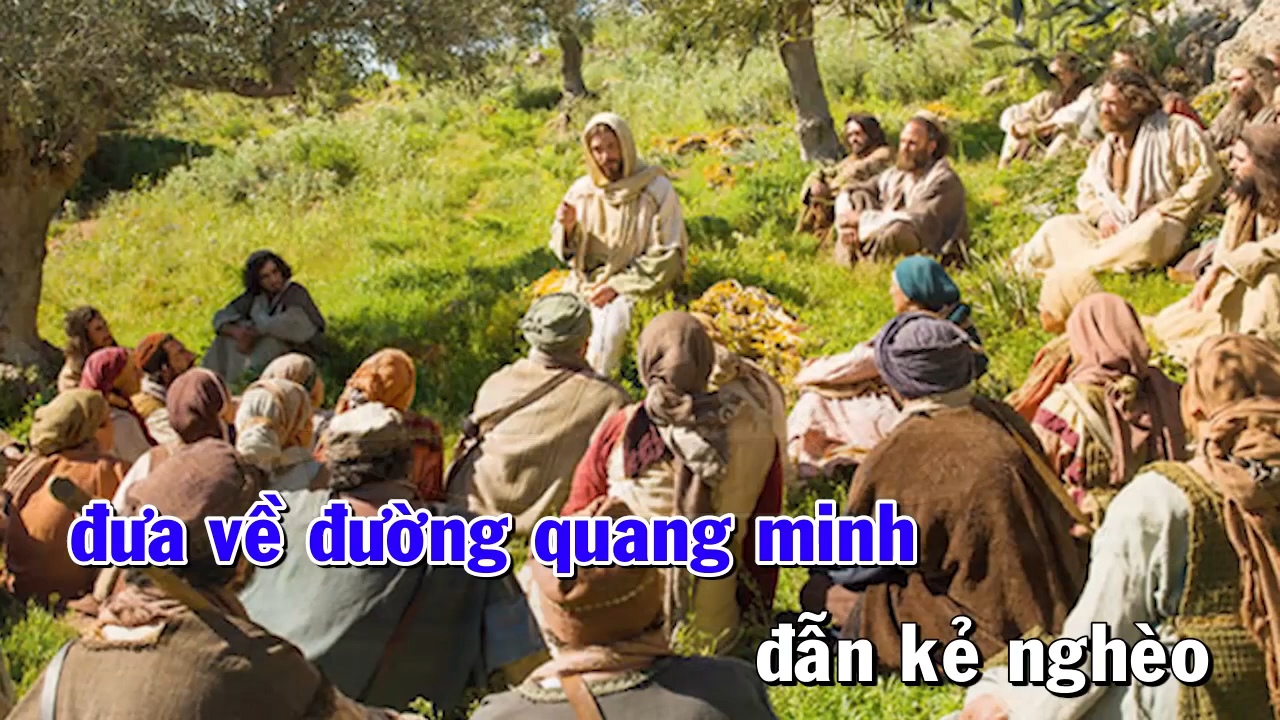 đưa về đường quang minh
đẫn kẻ nghèo